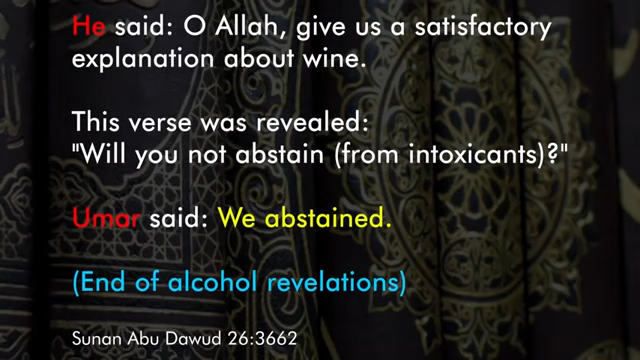 He said: O Allah, give us a satisfactory
explanation about wine.
This verse was revealed:
"Will you not abstain (from intoxicants)?"
Umar said: We abstained.
(End of alcohol revelations)
Sunan Abu Dawud 26:3662